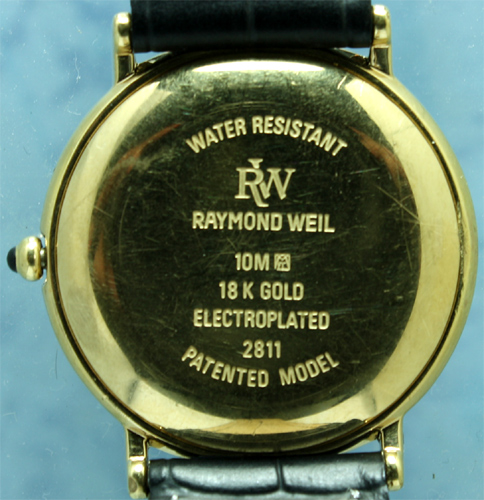 WATER RESISTANT
RW
RAYMOND WEIL
10M
18 K GOLD
ELECTROPLATED
2811
PATENTED MODEL